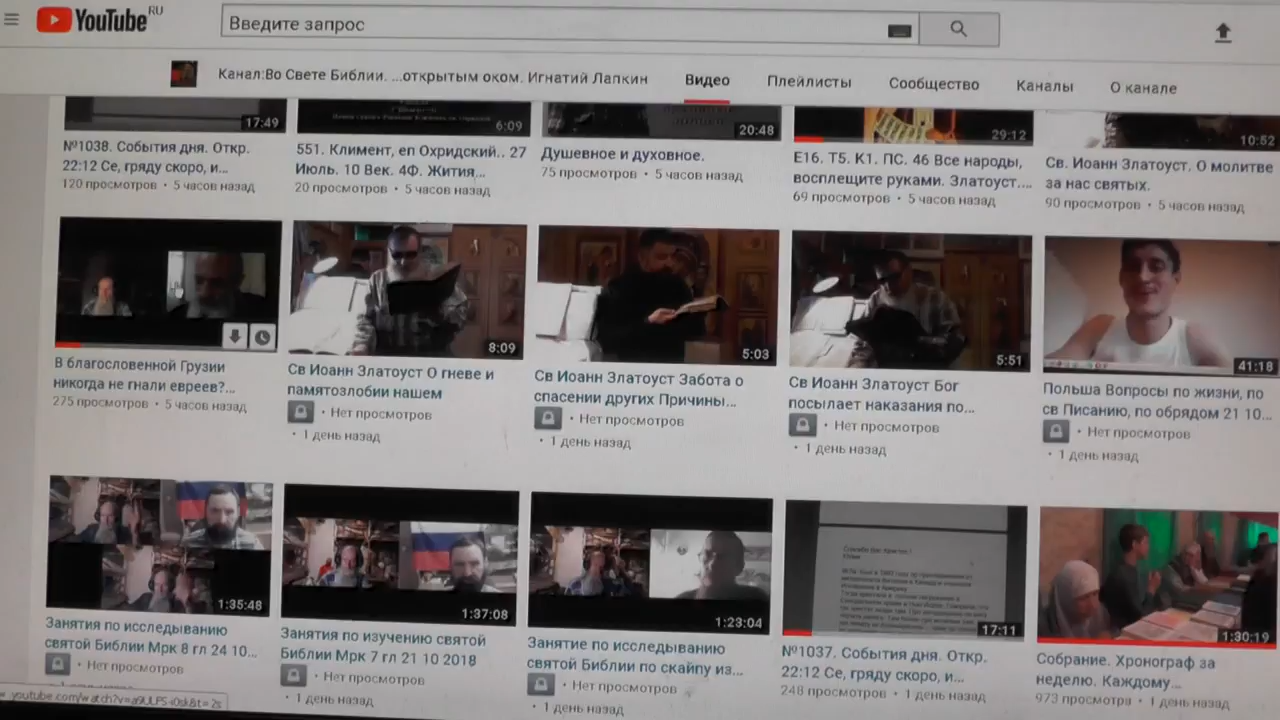 YouTube RU
Введите запрос
Канал:Во Свете Библии. ...открытым оком. Игнатий Лапкин
Видео
Плейлисты
Сообщество
Каналы
О канале
17:49
6:09
20:48
29:12
10:52
№1038. События дня. Откр.
22:12 Се, гряду скоро, и...
120 просмотров • 5 часов назад
551. Климент, еп Охридский.. 27
Июль. 10 Век. 4Ф. Жития...
20 просмотров • 5 часов назад
Душевное и духовное.
75 просмотров • 5 часов назад
Е16. Т5. К1. ПС. 46 Все народы,
восплещите руками. Златоуст....
69 просмотров • 5 часов назад
Св. Иоанн Златоуст. О молитве
за нас святых.
90 просмотров • 5 часов назад
8:09
5:03
5:51
41:18
В благословенной Грузии
никогда не гнали евреев?...
275 просмотров • 5 часов назад
Св Иоанн Златоуст О гневе и
памятозлобии нашем
• Нет просмотров
• 1 день назад
Св Иоанн Златоуст Забота о
спасении других Причины...
• Нет просмотров
• 1 день назад
Св Иоанн Златоуст Бог
посылает наказания по...
• Нет просмотров
• 1 день назад
Польша Вопросы по жизни, по
св Писанию, по обрядом 21 10...
• Нет просмотров
• 1 день назад
1:35:48
1:37:08
1:23:04
17:11
1:30:19
Занятия по исследыванию
святой Библии Мрк 8 гл 24 10...
• Нет просмотров
Занятия по изучению святой
Библии Мрк 7 гл 21 10 2018
• Нет просмотров
• 1 день назад
Занятие по исследыванию
святой Библии по скайпу из...
• Нет просмотров
• 1 день назад
№1037. События дня. Откр.
22:12 Се, гряду скоро, и...
248 просмотров • 1 день назад
Собрание. Хронограф за
неделю. Каждому...
973 просмотра • 1 день назад